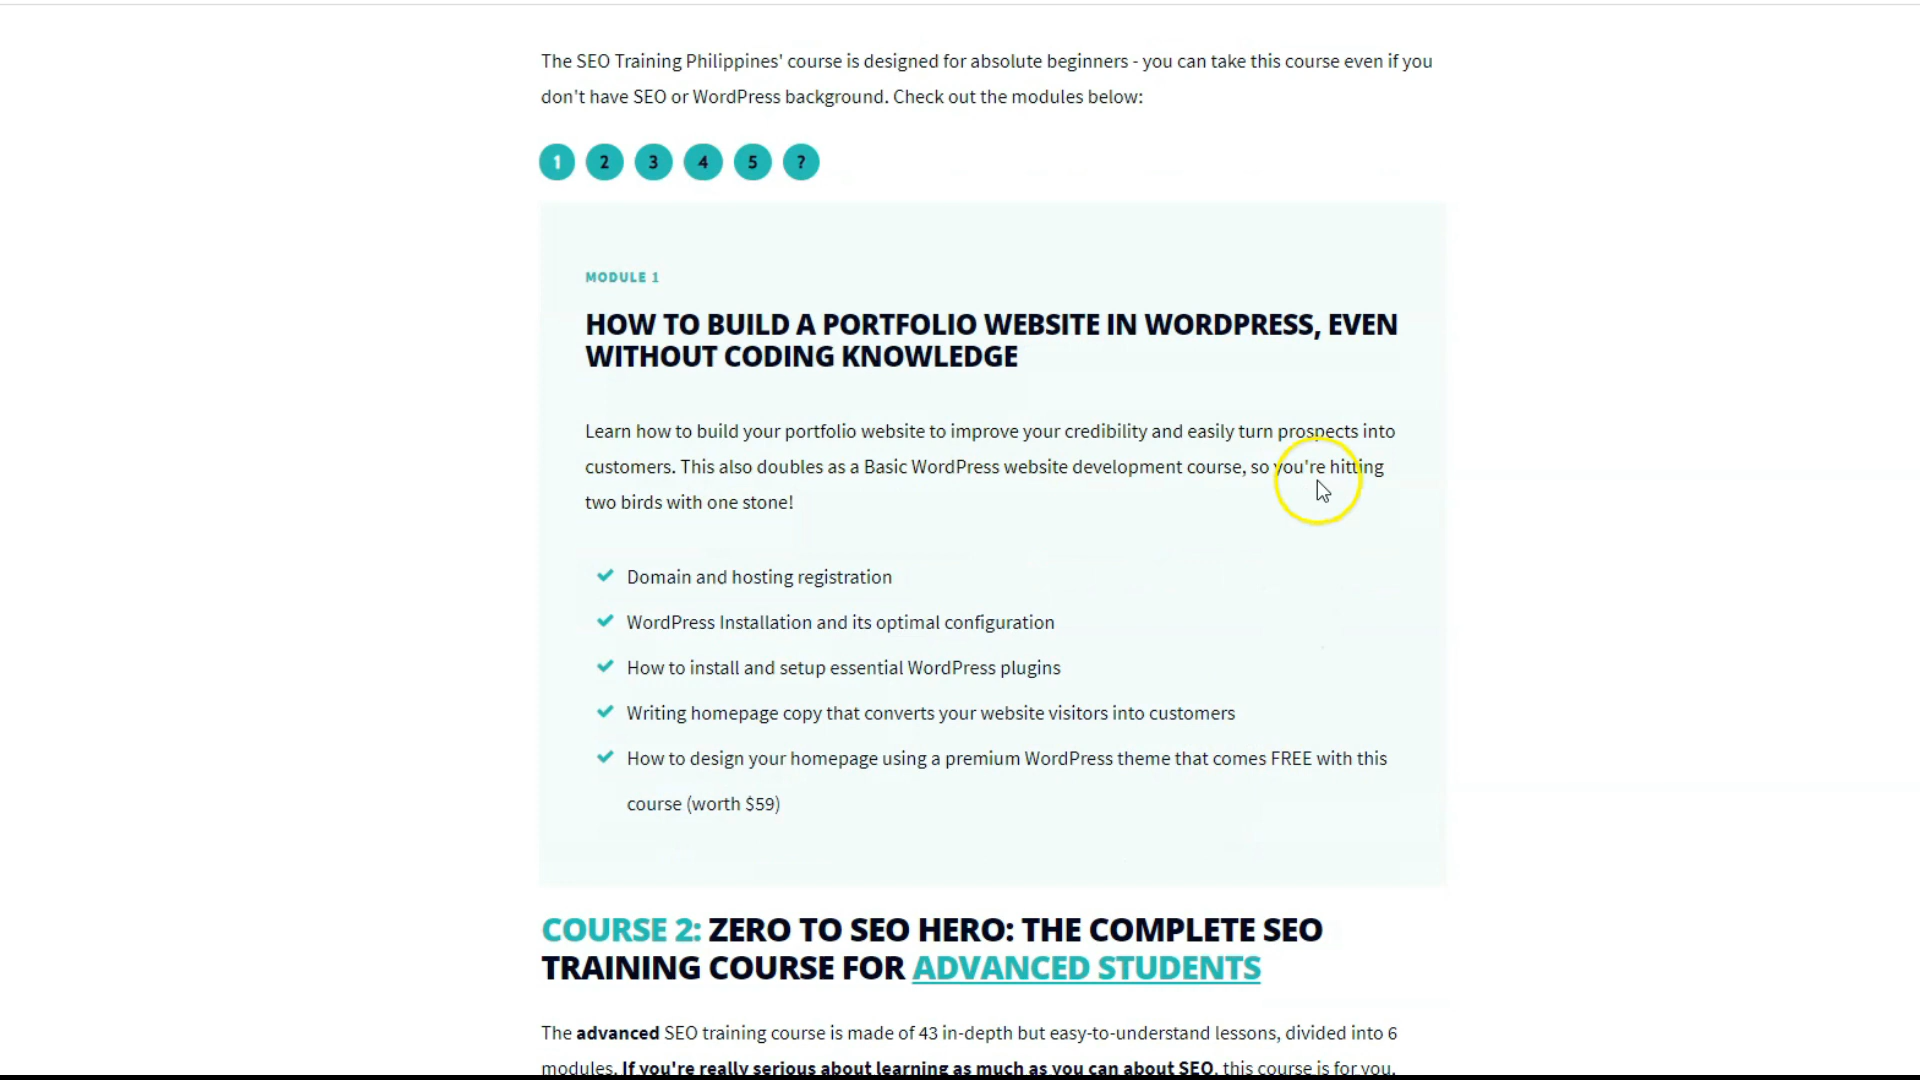 The SEO Training Philippines' course is designed for absolute beginners - you can take this course even if you
don't have SEO or WordPress background. Check out the modules below:
1 2 3 4 5 ?
MODULE 1
HOW TO BUILD A PORTFOLIO WEBSITE IN WORDPRESS, EVEN
WITHOUT CODING KNOWLEDGE
Learn how to build your portfolio website to improve your credibility and easily turn prospects into
customers. This also doubles as a Basic WordPress website development course, so you're hitting
two birds with one stone!
Domain and hosting registration
WordPress Installation and its optimal configuration
How to install and setup essential WordPress plugins
Writing homepage copy that converts your website visitors into customers
How to design your homepage using a premium WordPress theme that comes FREE with this
course (worth $59)
COURSE 2: ZERO TO SEO HERO: THE COMPLETE SEO
TRAINING COURSE FOR ADVANCED STUDENTS
The advanced SEO training course is made of 43 in-depth but easy-to-understand lessons, divided into 6
modules. If you're really serious about learning as much as you can about SEO, this course is for you.